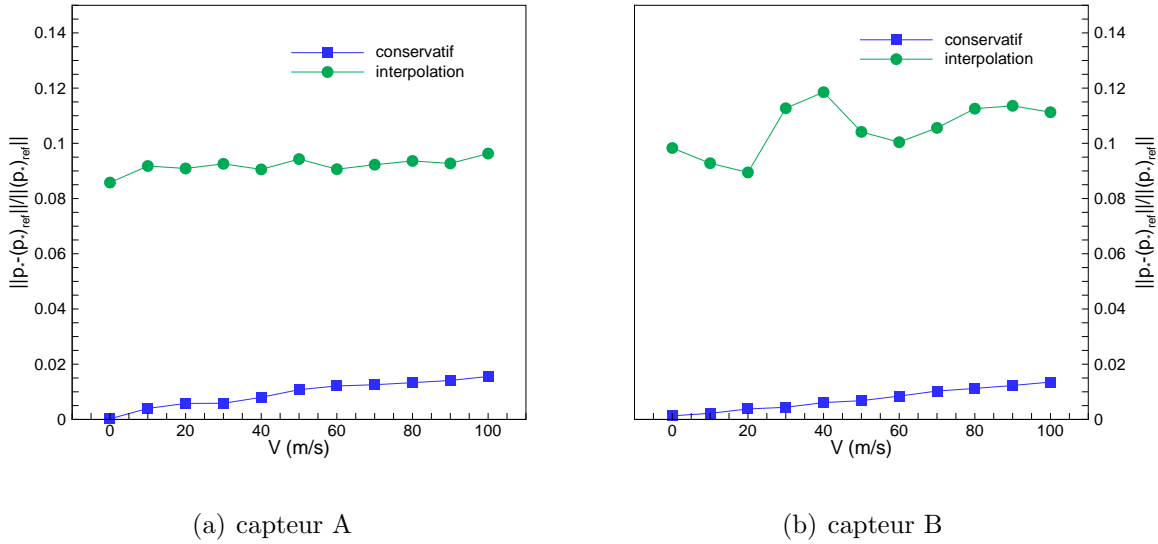 0.14
0.12
0.1
0.08
0.06
0.04
0.02
0
||p*-(p*)ref||/||(p*)ref||
conservatif
interpolation
0 20 40 60 80 100
V (m/s)
(a) capteur A
conservatif
interpolation
0.14
0.12
0.1
0.08
0.06
0.04
0.02
0
||p*-(p*)ref||/||(p*)ref||
0 20 40 60 80 100
V (m/s)
(b) capteur B